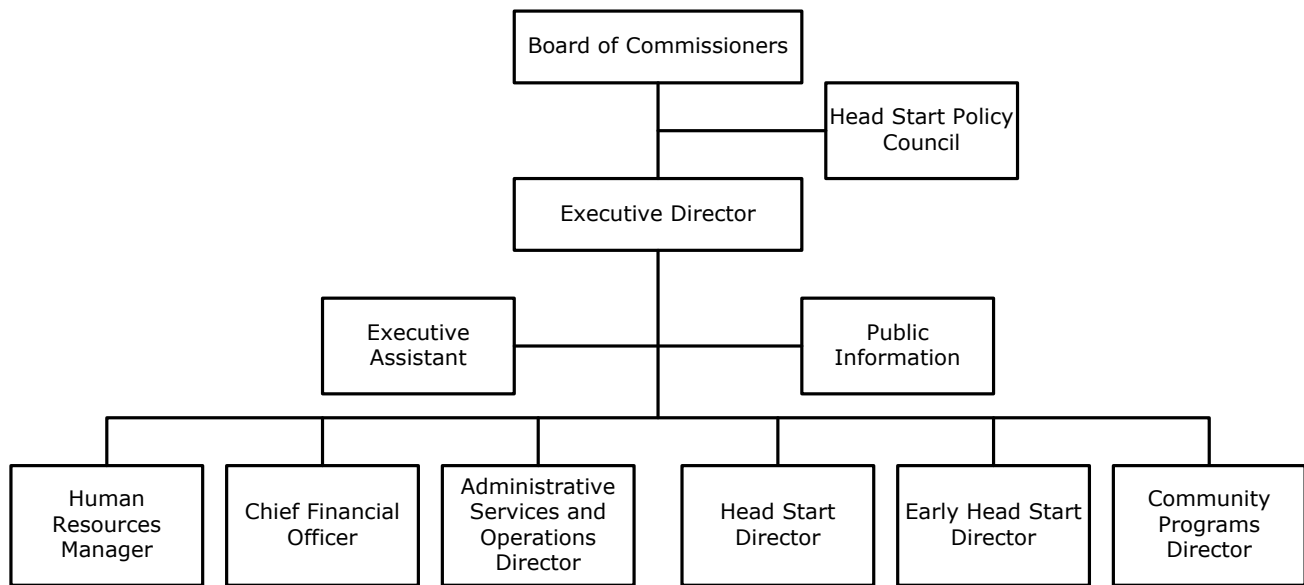 Board of Commissioners
Head Start Policy
Council
Executive Director
Executive
Assistant
Public
Information
Human
Resources
Manager
Chief Financial
Officer
Administrative
Services and
Operations
Director
Head Start
Director
Early Head Start
Director
Community
Programs
Director